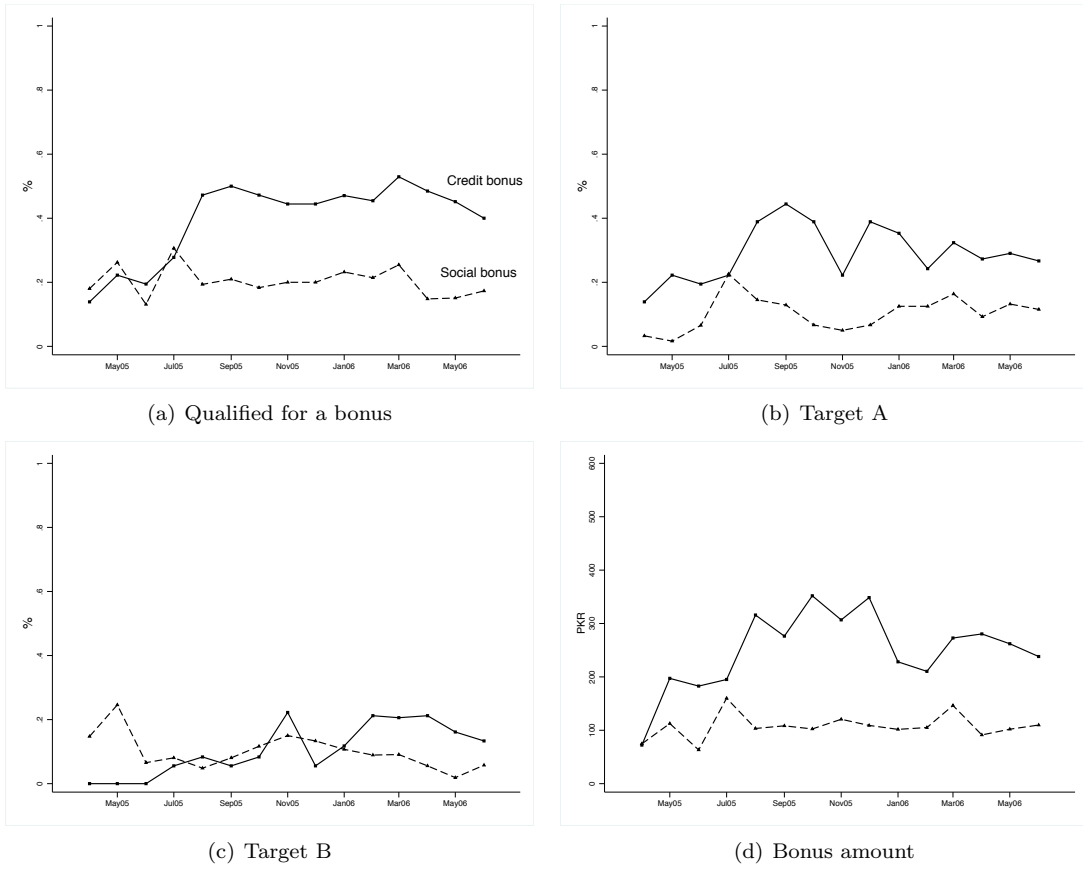 1
.8
.6
%
.4
.2
0
Credit bonus
Social bonus
May05 Jul05 Sep05 Nov05 Jan06 Mar06 May06
(a) Qualified for a bonus
1
.8
.6
%
.4
.2
0
May05 Jul05 Sep05 Nov05 Jan06 Mar06 May06
(b) Target A
1
.8
.6
%
.4
.2
0
May05 Jul05 Sep05 Nov05 Jan06 Mar06 May06
(c) Target B
600
500
400
PKR
300
200
100
0
May05 Jul05 Sep05 Nov05 Jan06 Mar06 May06
(d) Bonus amount